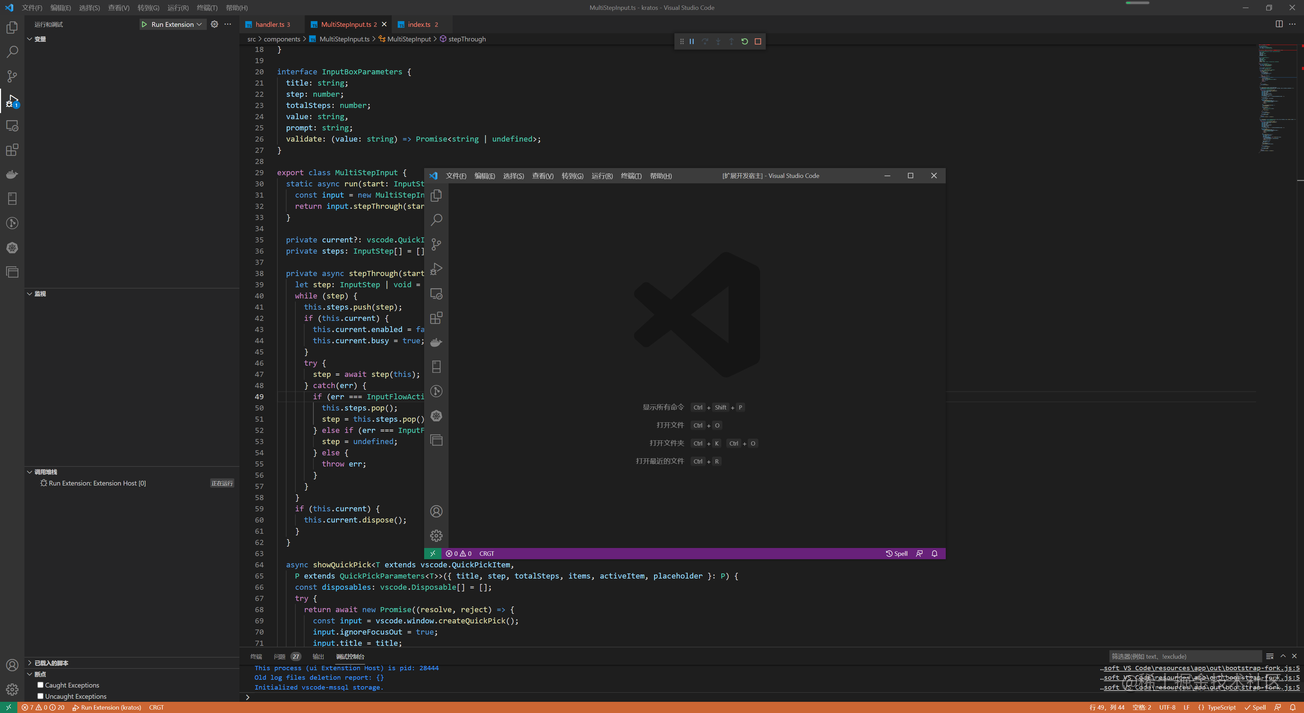 文件(F) 编辑(E) 选择(S) 查看(V) 转到(G) 运行(R) 终端(T) 帮助(H)
MultiStepInput.ts - kratos - Visual Studio Code
运行和调试
Run Extension
handler.ts 3
MultiStepInput.ts 2
index.ts 2
变量
src > components > MultiStepInput.ts > MultiStepInput > stepThrough
18 }
19
20 interface InputBoxParameters {
21 title: string;
22 step: number;
23 totalSteps: number;
24 value: string,
25 prompt: string;
26 validate: (value: string) => Promise<string | undefined>;
27 }
28
29 export class MultiStepInput {
30 static async run(start: InputSt
31 const input = new MultiStepIn
32 return input.stepThrough(star
33 }
34
35 private current?: vscode.QuickI
36 private steps: InputStep[] = []
37
38 private async stepThrough(start
39 let step: InputStep | void =
40 while (step) {
41 this.steps.push(step);
42 if (this.current) {
43 this.current.enabled = fa
44 this.current.busy = true;
45 }
46 try {
47 step = await step(this);
48 } catch(err) {
49 if (err === InputFlowActi
50 this.steps.pop();
51 step = this.steps.pop()
52 } else if (err === InputF
53 step = undefined;
54 } else {
55 throw err;
56 }
57 }
58 }
59 if (this.current) {
60 this.current.dispose();
61 }
62 }
63
64 async showQuickPick<T extends vscode.QuickPickItem,
65 P extends QuickPickParameters<T>>({ title, step, totalSteps, items, activeItem, placeholder }: P) {
66 const disposables: vscode.Disposable[] = [];
67 try {
68 return await new Promise((resolve, reject) => {
69 const input = vscode.window.createQuickPick();
70 input.ignoreFocusOut = true;
71 input.title = title;
文件(F) 编辑(E) 选择(S) 查看(V) 转到(G) 运行(R) 终端(T) 帮助(H)
[扩展开发宿主] - Visual Studio Code
显示所有命令 Ctrl + Shift + P
打开文件 Ctrl + O
打开文件夹 Ctrl + K Ctrl + O
打开最近的文件 Ctrl + R
0 0 CRGT
Spell
1
监视
调用堆栈
Run Extension: Extension Host [0]
正在运行
已载入的脚本
断点
Caught Exceptions
Uncaught Exceptions
终端 问题 27 输出 调试控制台
筛选器(例如 text、!exclude)
This process (ui Extenstion Host) is pid: 28444
Old log files deletion report: {}
Initialized vscode-mssql storage.
…soft VS Code\resources\app\out\bootstrap-fork.js:5
…soft VS Code\resources\app\out\bootstrap-fork.js:5
…soft VS Code\resources\app\out\bootstrap-fork.js:5
7 0 20 Run Extension (kratos) CRGT
行 49，列 44 空格: 2 UTF-8 LF {} TypeScript Spell